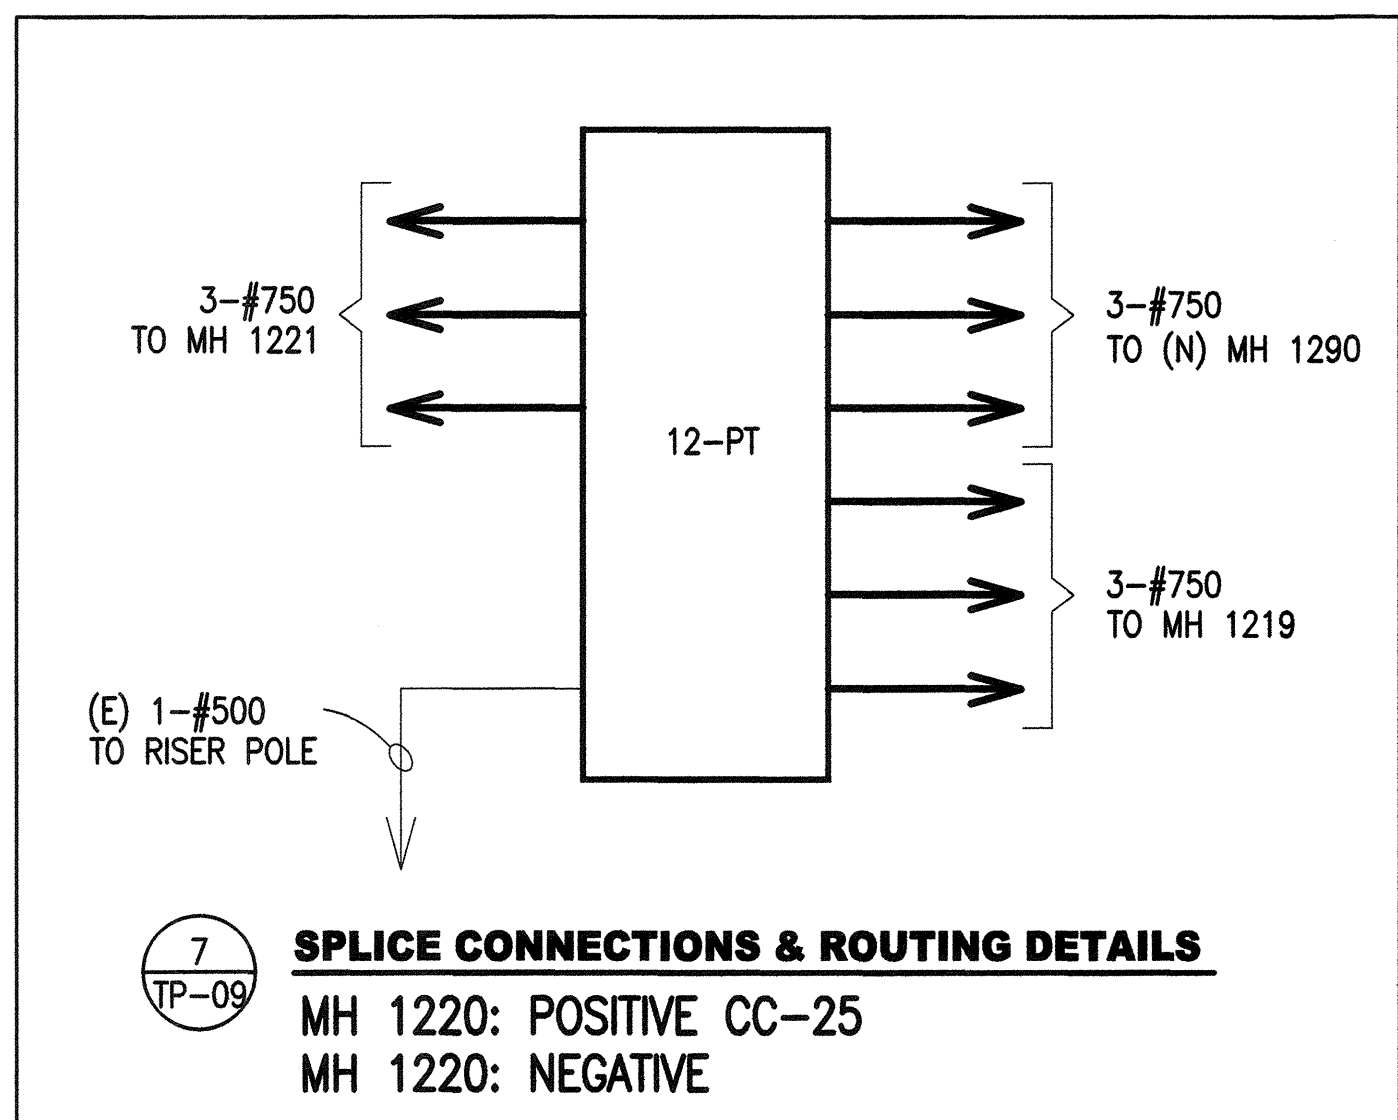 3-#750
TO MH 1221
3-#750
TO (N) MH 1290
12-PT
3-#750
TO MH 1219
(E) 1-#500
TO RISER POLE
7
TP-09
SPLICE CONNECTIONS & ROUTING DETAILS
MH 1220: POSITIVE CC-25
MH 1220: NEGATIVE